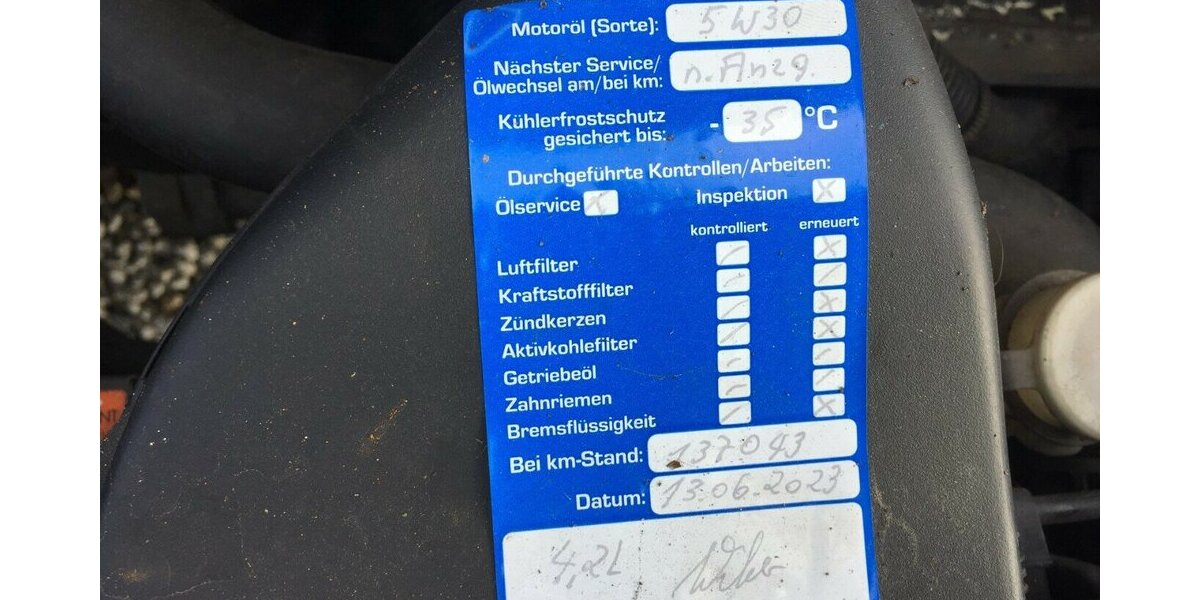 Motoröl (Sorte): 5W30
Nächster Service/
Ölwechsel am/bei km: n. Anzg.
Kühlerfrostschutz
gesichert bis: - 35 °C
Durchgeführte Kontrollen/Arbeiten:
Ölservice x Inspektion x
kontrolliert erneuert
Luftfilter / x
Kraftstofffilter / /
Zündkerzen / x
Aktivkohlefilter / x
Getriebeöl / /
Zahnriemen / /
Bremsflüssigkeit / x
Bei km-Stand: 137043
Datum: 13.06.2023
4,2L